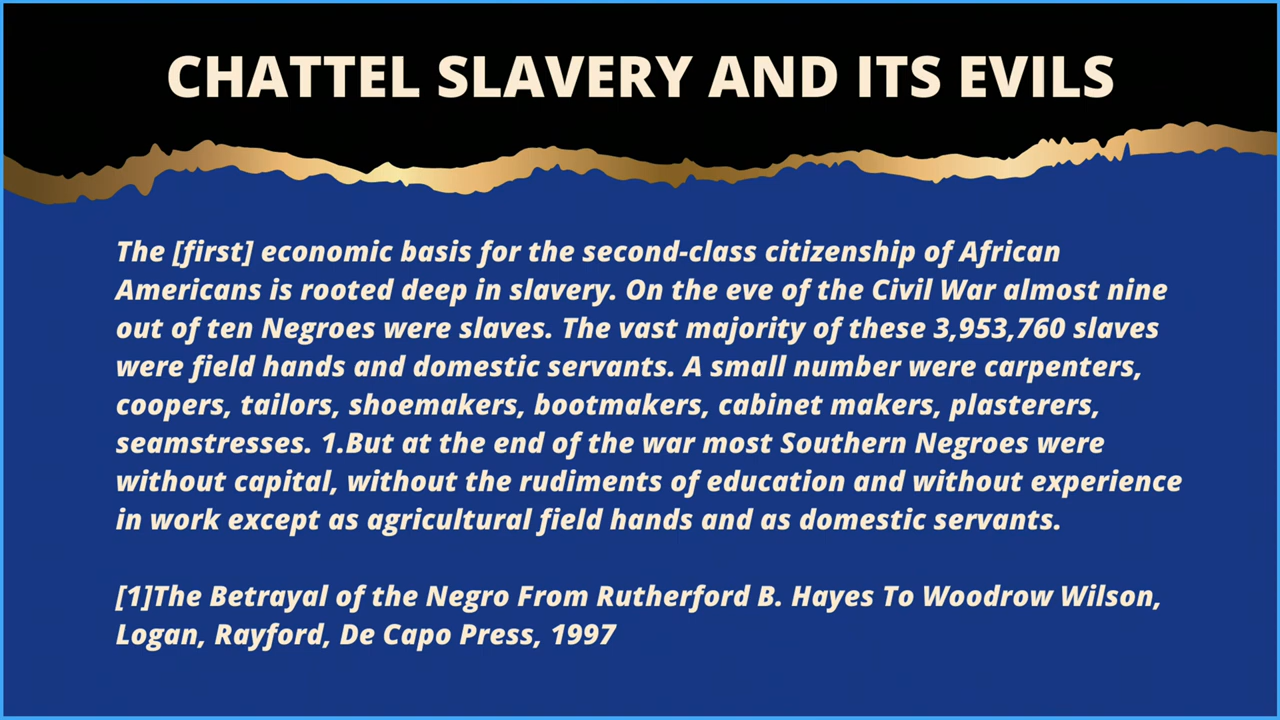 CHATTEL SLAVERY AND ITS EVILS
The [first] economic basis for the second-class citizenship of African
Americans is rooted deep in slavery. On the eve of the Civil War almost nine
out of ten Negroes were slaves. The vast majority of these 3,953,760 slaves
were field hands and domestic servants. A small number were carpenters,
coopers, tailors, shoemakers, bootmakers, cabinet makers, plasterers,
seamstresses. 1.But at the end of the war most Southern Negroes were
without capital, without the rudiments of education and without experience
in work except as agricultural field hands and as domestic servants.
[1]The Betrayal of the Negro From Rutherford B. Hayes To Woodrow Wilson,
Logan, Rayford, De Capo Press, 1997